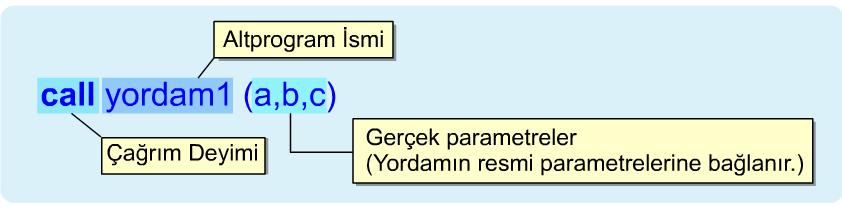 Altprogram İsmi
call yordam1 (a,b,c)
Çağrım Deyimi
Gerçek parametreler
(Yordamın resmi parametrelerine bağlanır.)